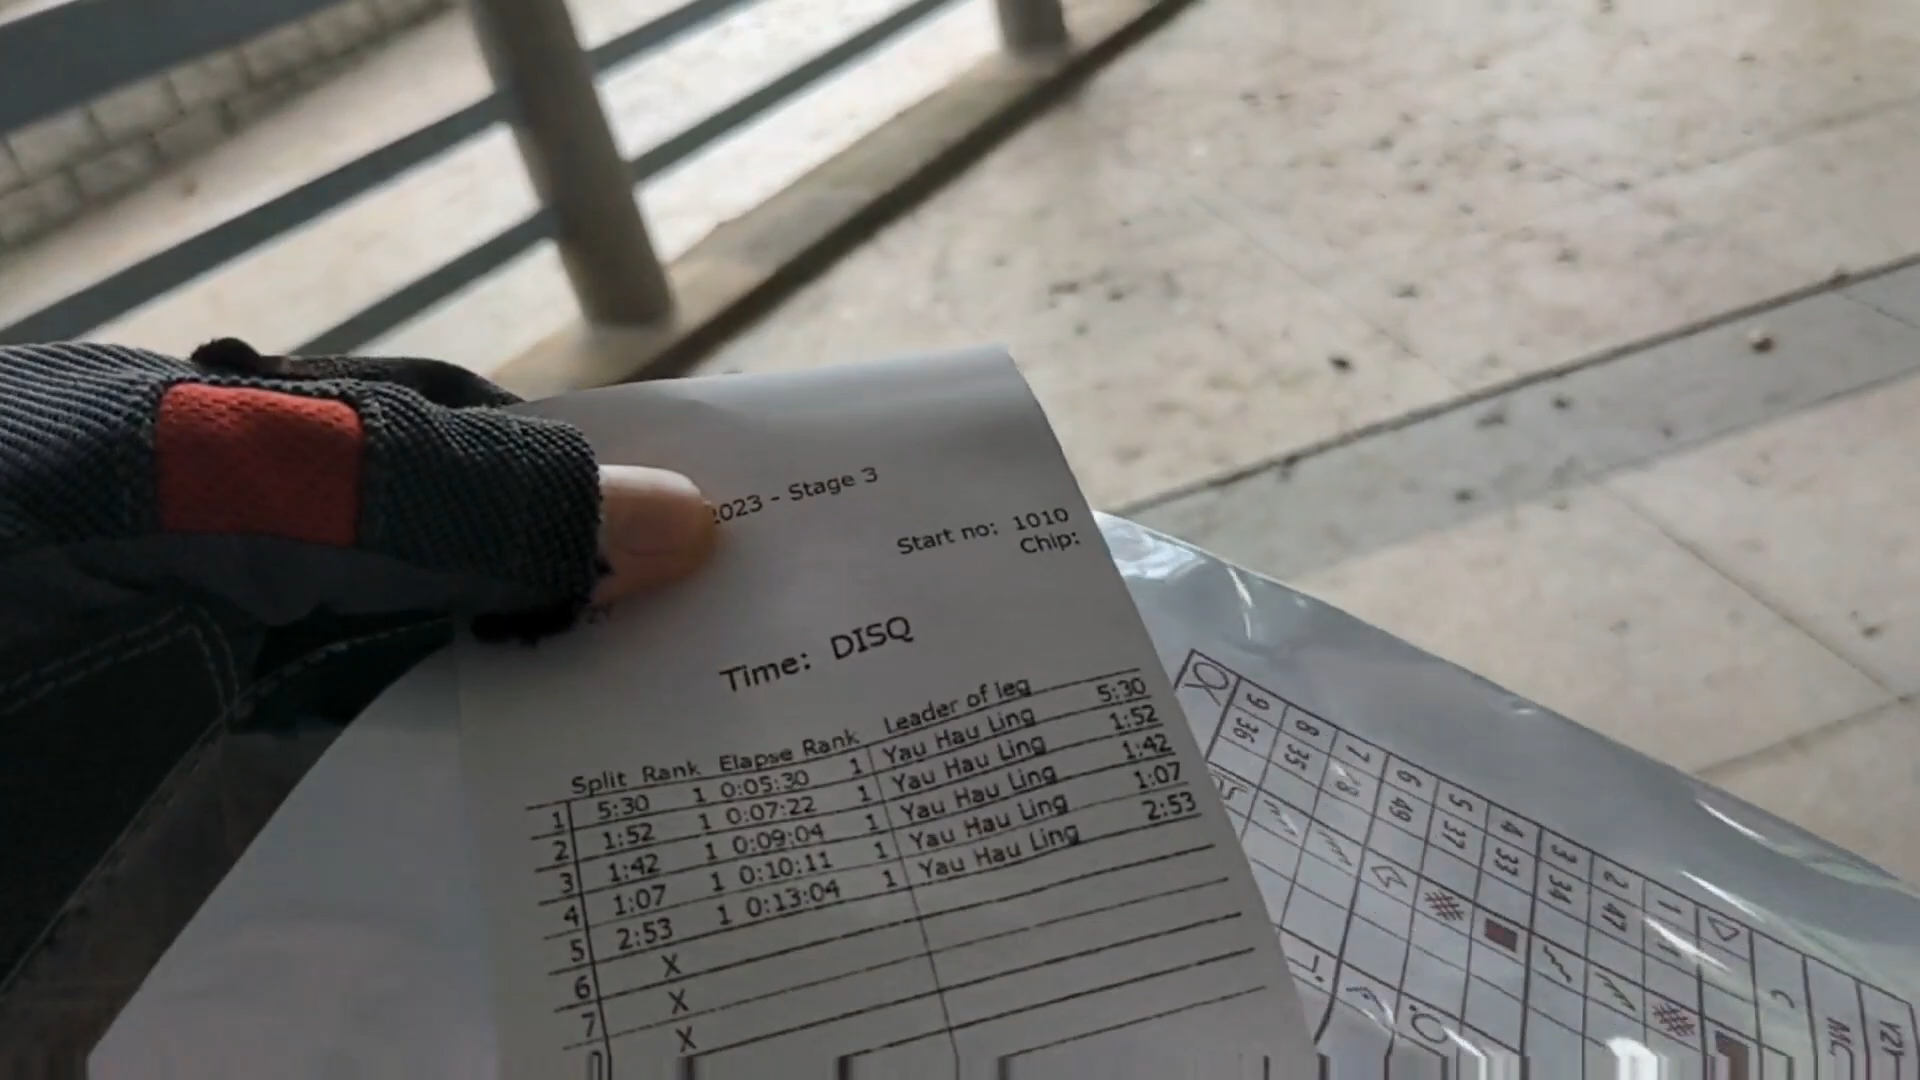 2023 - Stage 3
Start no: 1010
Chip:
Time: DISQ
Split Rank Elapse Rank Leader of leg
1 5:30 1 0:05:30 1 Yau Hau Ling 5:30
2 1:52 1 0:07:22 1 Yau Hau Ling 1:52
3 1:42 1 0:09:04 1 Yau Hau Ling 1:42
4 1:07 1 0:10:11 1 Yau Hau Ling 1:07
5 2:53 1 0:13:04 1 Yau Hau Ling 2:53
6 X
7 X
X
9 36
8 35
7
6 49
5 37
4 33
3 34
2 47
1
C
MC